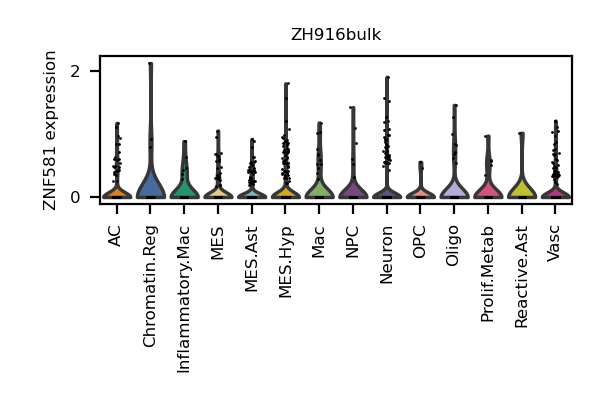 ZH916bulk
ZNF581 expression
2
0
AC
Chromatin.Reg
Inflammatory.Mac
MES
MES.Ast
MES.Hyp
Mac
NPC
Neuron
OPC
Oligo
Prolif.Metab
Reactive.Ast
Vasc